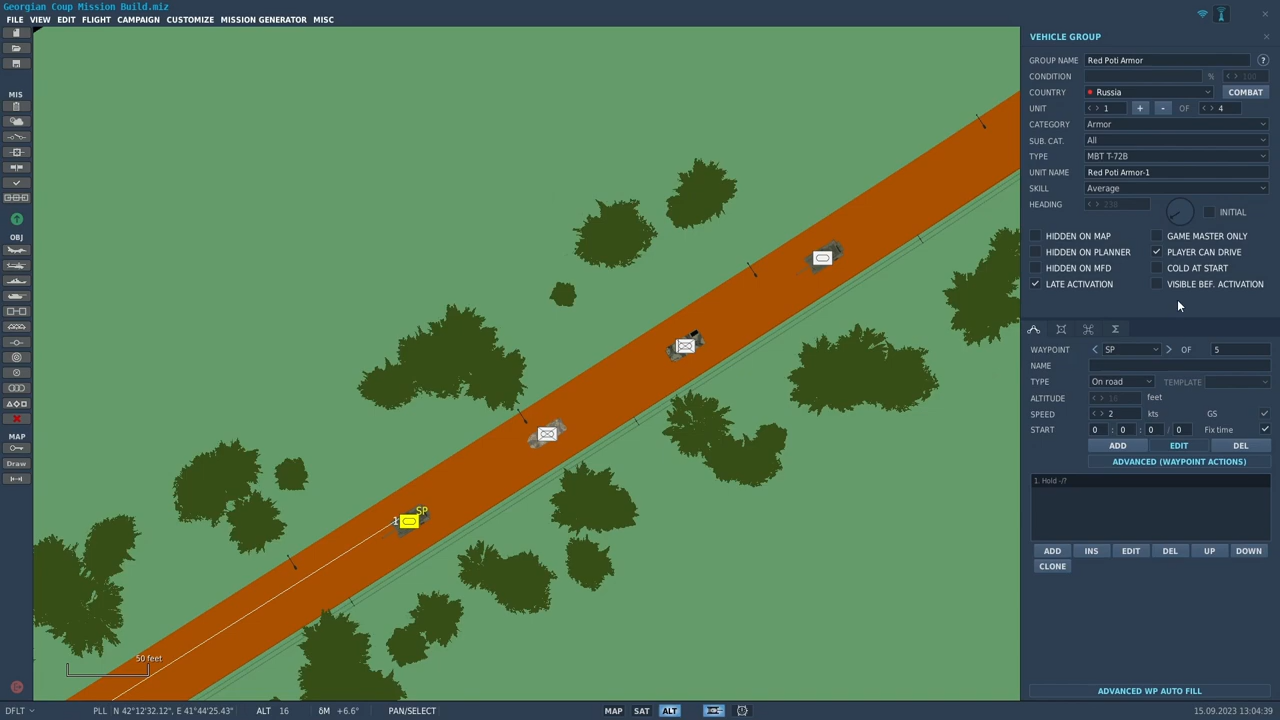 Georgian Coup Mission Build.miz
FILE VIEW EDIT FLIGHT CAMPAIGN CUSTOMIZE MISSION GENERATOR MISC
MIS
OBJ
MAP
Draw
SP
1
50 feet
VEHICLE GROUP
GROUP NAME Red Poti Armor ?
CONDITION % 100
COUNTRY Russia COMBAT
UNIT 1 + - OF 4
CATEGORY Armor
SUB. CAT. All
TYPE MBT T-72B
UNIT NAME Red Poti Armor-1
SKILL Average
HEADING 238 INITIAL
HIDDEN ON MAP GAME MASTER ONLY
HIDDEN ON PLANNER PLAYER CAN DRIVE
HIDDEN ON MFD COLD AT START
LATE ACTIVATION VISIBLE BEF. ACTIVATION
WAYPOINT SP OF 5
NAME
TYPE On road TEMPLATE
ALTITUDE 16 feet
SPEED 2 kts GS
START 0 : 0 : 0 / 0 Fix time
ADD EDIT DEL
ADVANCED (WAYPOINT ACTIONS)
1. Hold -/?
ADD INS EDIT DEL UP DOWN
CLONE
ADVANCED WP AUTO FILL
DFLT PLL N 42°12'32.12", E 41°44'25.43" ALT 16 δM +6.6° PAN/SELECT MAP SAT ALT 15.09.2023 13:04:39